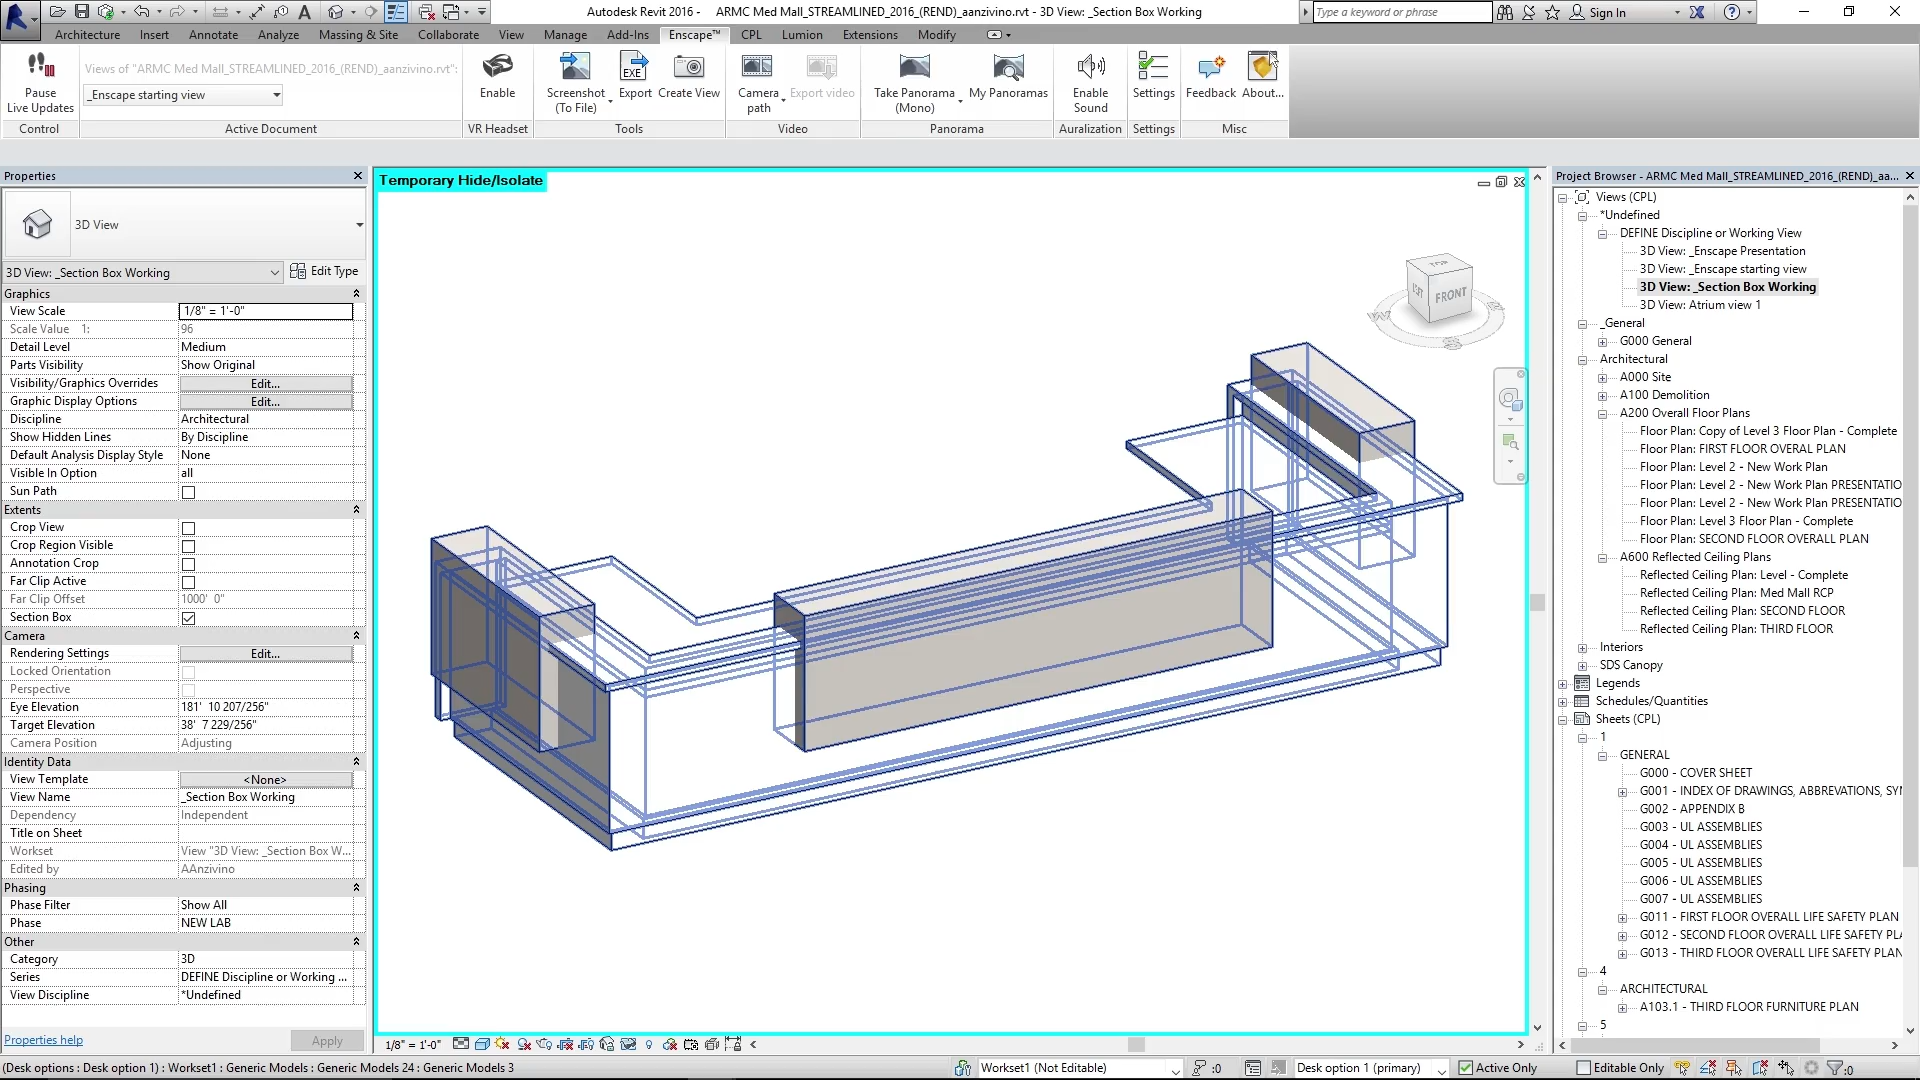 Autodesk Revit 2016 - ARMC Med Mall_STREAMLINED_2016_(REND)_aanzivino.rvt - 3D View: _Section Box Working
Type a keyword or phrase
Sign In
Architecture Insert Annotate Analyze Massing & Site Collaborate View Manage Add-Ins Enscape™ CPL Lumion Extensions Modify
Pause
Live Updates
Control
Views of "ARMC Med Mall_STREAMLINED_2016_(REND)_aanzivino.rvt":
_Enscape starting view
Active Document
Enable
VR Headset
Screenshot
(To File)
EXE
Export
Create View
Tools
Camera
path
Export video
Video
Take Panorama
(Mono)
My Panoramas
Panorama
Enable
Sound
Auralization
Settings
Settings
Feedback
About...
Misc
Properties
3D View
3D View: _Section Box Working
Edit Type
Graphics
View Scale 1/8" = 1'-0"
Scale Value 1: 96
Detail Level Medium
Parts Visibility Show Original
Visibility/Graphics Overrides Edit...
Graphic Display Options Edit...
Discipline Architectural
Show Hidden Lines By Discipline
Default Analysis Display Style None
Visible In Option all
Sun Path
Extents
Crop View
Crop Region Visible
Annotation Crop
Far Clip Active
Far Clip Offset 1000' 0"
Section Box
Camera
Rendering Settings Edit...
Locked Orientation
Perspective
Eye Elevation 181' 10 207/256"
Target Elevation 38' 7 229/256"
Camera Position Adjusting
Identity Data
View Template <None>
View Name _Section Box Working
Dependency Independent
Title on Sheet
Workset View "3D View: _Section Box W...
Edited by AAnzivino
Phasing
Phase Filter Show All
Phase NEW LAB
Other
Category 3D
Series DEFINE Discipline or Working ...
View Discipline *Undefined
Properties help
Apply
Temporary Hide/Isolate
TOP
FRONT
1/8" = 1'-0"
Project Browser - ARMC Med Mall_STREAMLINED_2016_(REND)_aa...
Views (CPL)
*Undefined
DEFINE Discipline or Working View
3D View: _Enscape Presentation
3D View: _Enscape starting view
3D View: _Section Box Working
3D View: Atrium view 1
_General
G000 General
Architectural
A000 Site
A100 Demolition
A200 Overall Floor Plans
Floor Plan: Copy of Level 3 Floor Plan - Complete
Floor Plan: FIRST FLOOR OVERAL PLAN
Floor Plan: Level 2 - New Work Plan
Floor Plan: Level 2 - New Work Plan PRESENTATIO
Floor Plan: Level 2 - New Work Plan PRESENTATIO
Floor Plan: Level 3 Floor Plan - Complete
Floor Plan: SECOND FLOOR OVERALL PLAN
A600 Reflected Ceiling Plans
Reflected Ceiling Plan: Level - Complete
Reflected Ceiling Plan: Med Mall RCP
Reflected Ceiling Plan: SECOND FLOOR
Reflected Ceiling Plan: THIRD FLOOR
Interiors
SDS Canopy
Legends
Schedules/Quantities
Sheets (CPL)
1
GENERAL
G000 - COVER SHEET
G001 - INDEX OF DRAWINGS, ABBREVATIONS, SYN
G002 - APPENDIX B
G003 - UL ASSEMBLIES
G004 - UL ASSEMBLIES
G005 - UL ASSEMBLIES
G006 - UL ASSEMBLIES
G007 - UL ASSEMBLIES
G011 - FIRST FLOOR OVERALL LIFE SAFETY PLAN
G012 - SECOND FLOOR OVERALL LIFE SAFETY PLA
G013 - THIRD FLOOR OVERALL LIFE SAFETY PLAN
4
ARCHITECTURAL
A103.1 - THIRD FLOOR FURNITURE PLAN
5
(Desk options : Desk option 1) : Workset1 : Generic Models : Generic Models 24 : Generic Models 3
Workset1 (Not Editable)
:0
Desk option 1 (primary)
Active Only
Editable Only
:0